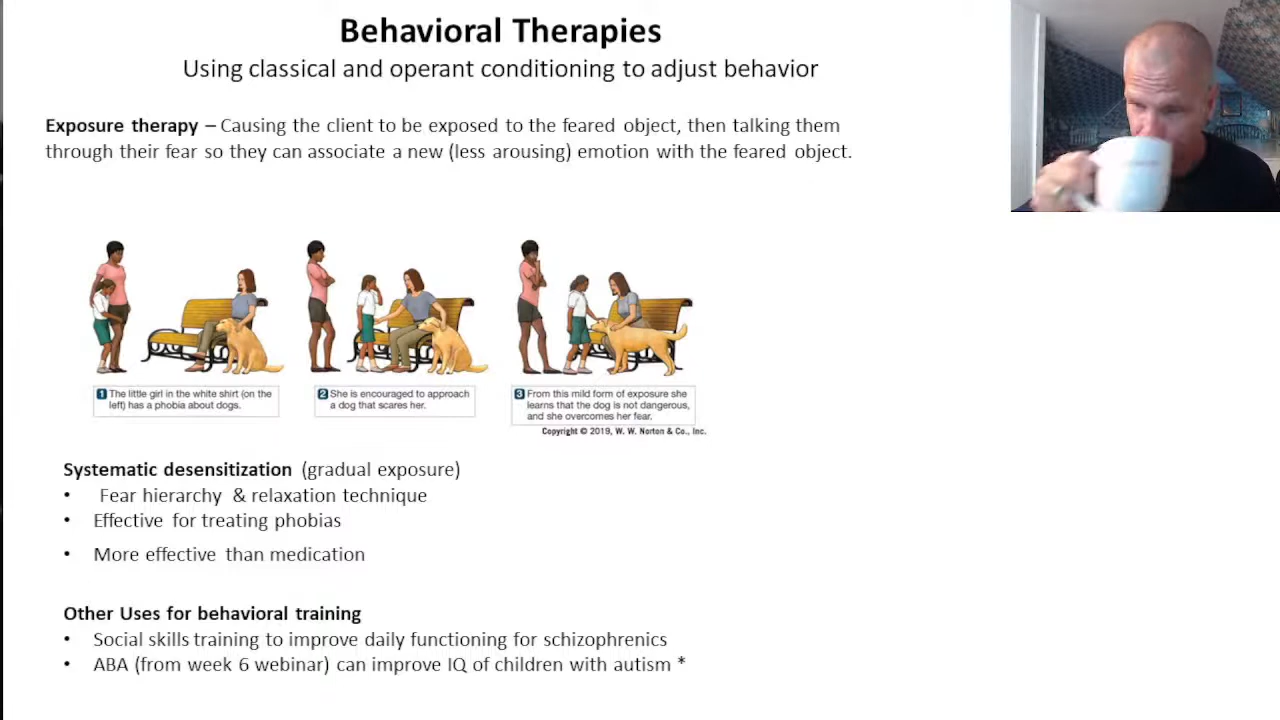 Behavioral Therapies
Using classical and operant conditioning to adjust behavior
Exposure therapy – Causing the client to be exposed to the feared object, then talking them
through their fear so they can associate a new (less arousing) emotion with the feared object.
1 The little girl in the white shirt (on the
left) has a phobia about dogs.
2 She is encouraged to approach
a dog that scares her.
3 From this mild form of exposure she
learns that the dog is not dangerous,
and she overcomes her fear.
Copyright © 2019, W. W. Norton & Co., Inc.
Systematic desensitization (gradual exposure)
• Fear hierarchy & relaxation technique
• Effective for treating phobias
• More effective than medication
Other Uses for behavioral training
• Social skills training to improve daily functioning for schizophrenics
• ABA (from week 6 webinar) can improve IQ of children with autism *